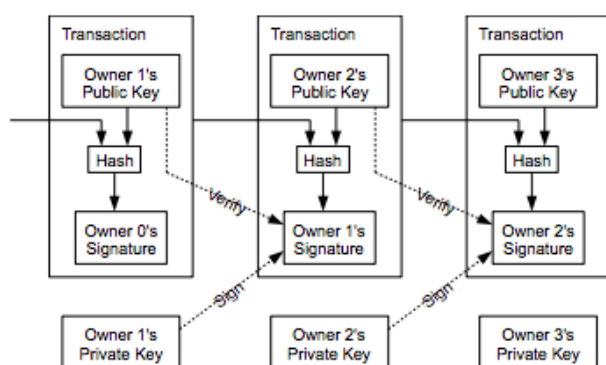 Transaction
Transaction
Transaction
Owner 1's
Public Key
Owner 2's
Public Key
Owner 3's
Public Key
Hash
Hash
Hash
Verify
Verify
Owner 0's
Signature
Owner 1's
Signature
Owner 2's
Signature
Sign
Sign
Owner 1's
Private Key
Owner 2's
Private Key
Owner 3's
Private Key